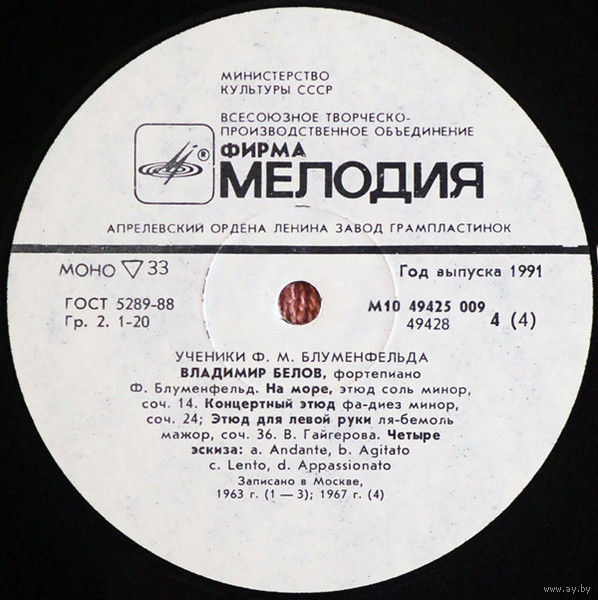 МИНИСТЕРСТВО
КУЛЬТУРЫ СССР
ВСЕСОЮЗНОЕ ТВОРЧЕСКО-
ПРОИЗВОДСТВЕННОЕ ОБЪЕДИНЕНИЕ
®
ФИРМА
МЕЛОДИЯ
АПРЕЛЕВСКИЙ ОРДЕНА ЛЕНИНА ЗАВОД ГРАМПЛАСТИНОК
МОНО ▽ 33
Год выпуска 1991
ГОСТ 5289-88
Гр. 2. 1-20
М10 49425 009
49428 4 (4)
УЧЕНИКИ Ф. М. БЛУМЕНФЕЛЬДА
ВЛАДИМИР БЕЛОВ, фортепиано
Ф. Блуменфельд. На море, этюд соль минор,
соч. 14. Концертный этюд фа-диез минор,
соч. 24; Этюд для левой руки ля-бемоль
мажор, соч. 36. В. Гайгерова. Четыре
эскиза: a. Andante, b. Agitato
c. Lento, d. Appassionato
Записано в Москве,
1963 г. (1 — 3); 1967 г. (4)
www.ay.by